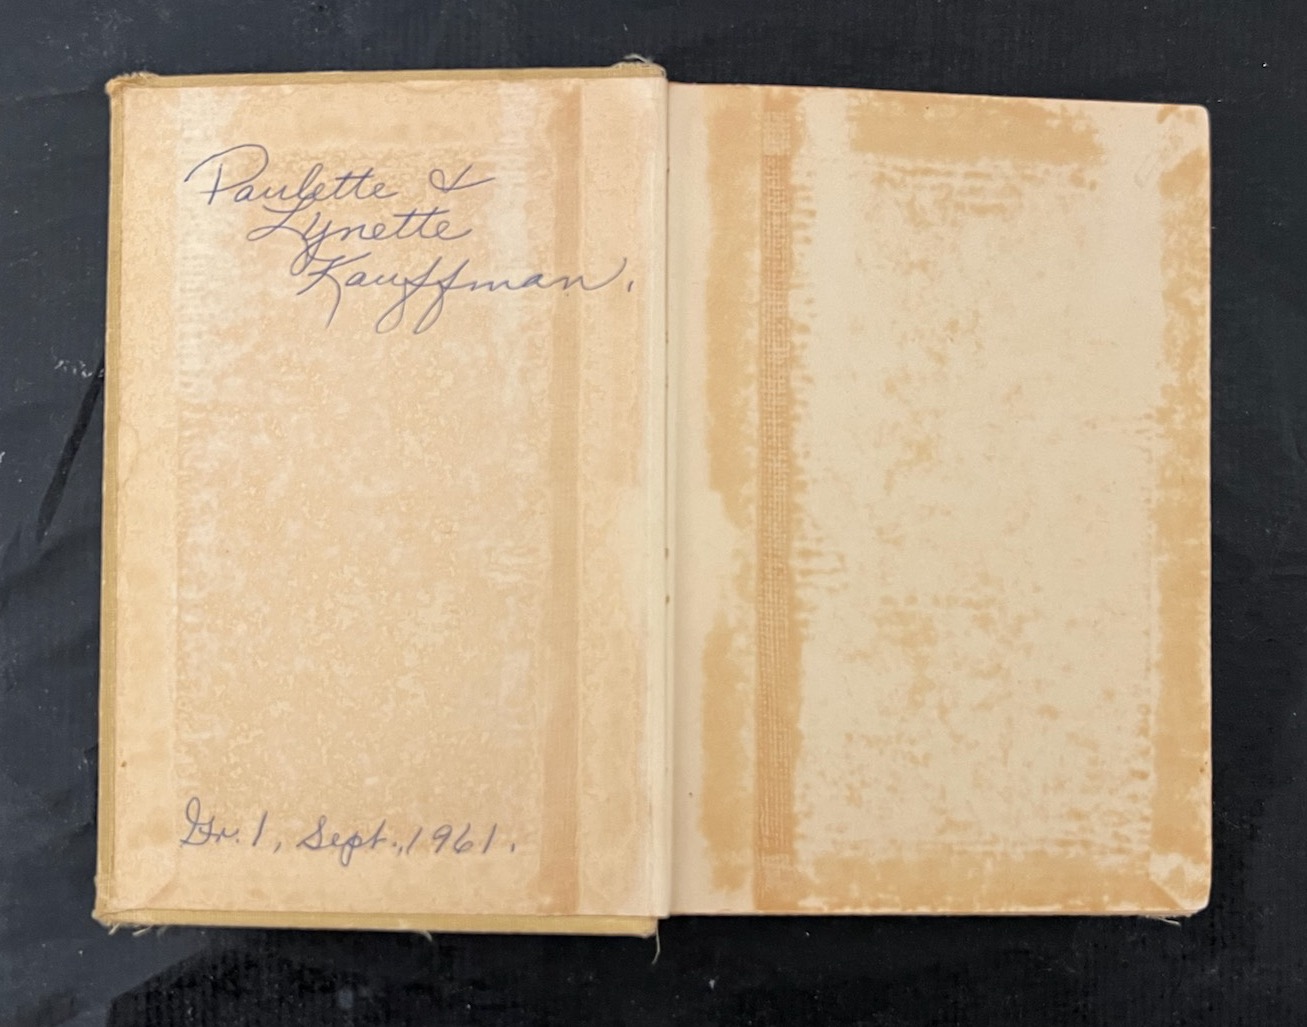 Paulette &
Lynette
Kauffman.
Gr. 1, Sept., 1961.